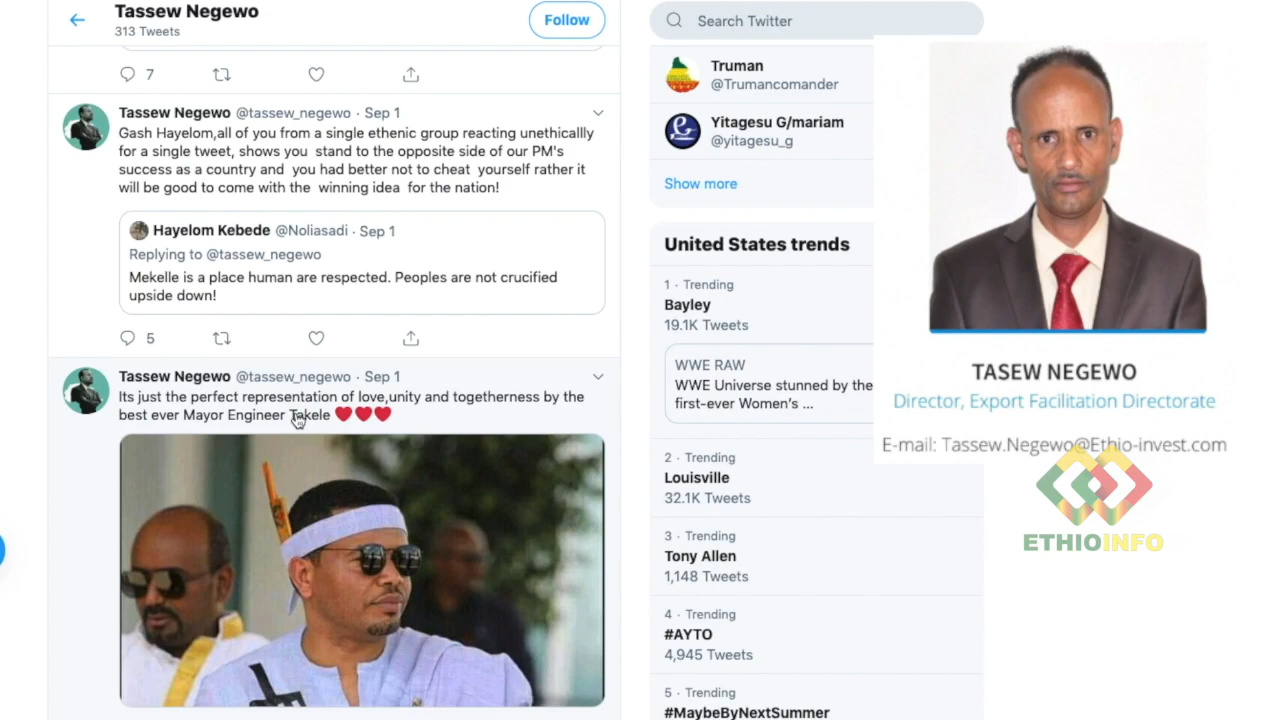 Tassew Negewo
313 Tweets
Follow
7
Tassew Negewo @tassew_negewo · Sep 1
Gash Hayelom,all of you from a single ethenic group reacting unethicallly
for a single tweet, shows you stand to the opposite side of our PM's
success as a country and you had better not to cheat yourself rather it
will be good to come with the winning idea for the nation!
Hayelom Kebede @Noliasadi · Sep 1
Replying to @tassew_negewo
Mekelle is a place human are respected. Peoples are not crucified
upside down!
5
Tassew Negewo @tassew_negewo · Sep 1
Its just the perfect representation of love,unity and togetherness by the
best ever Mayor Engineer Takele ❤️❤️❤️
Search Twitter
Truman
@Trumancomander
Yitagesu G/mariam
@yitagesu_g
Show more
United States trends
1 · Trending
Bayley
19.1K Tweets
WWE RAW
WWE Universe stunned by the
first-ever Women's ...
2 · Trending
Louisville
32.1K Tweets
3 · Trending
Tony Allen
1,148 Tweets
4 · Trending
#AYTO
4,945 Tweets
5 · Trending
#MaybeByNextSummer
TASEW NEGEWO
Director, Export Facilitation Directorate
E-mail: Tassew.Negewo@Ethio-invest.com
ETHIOINFO